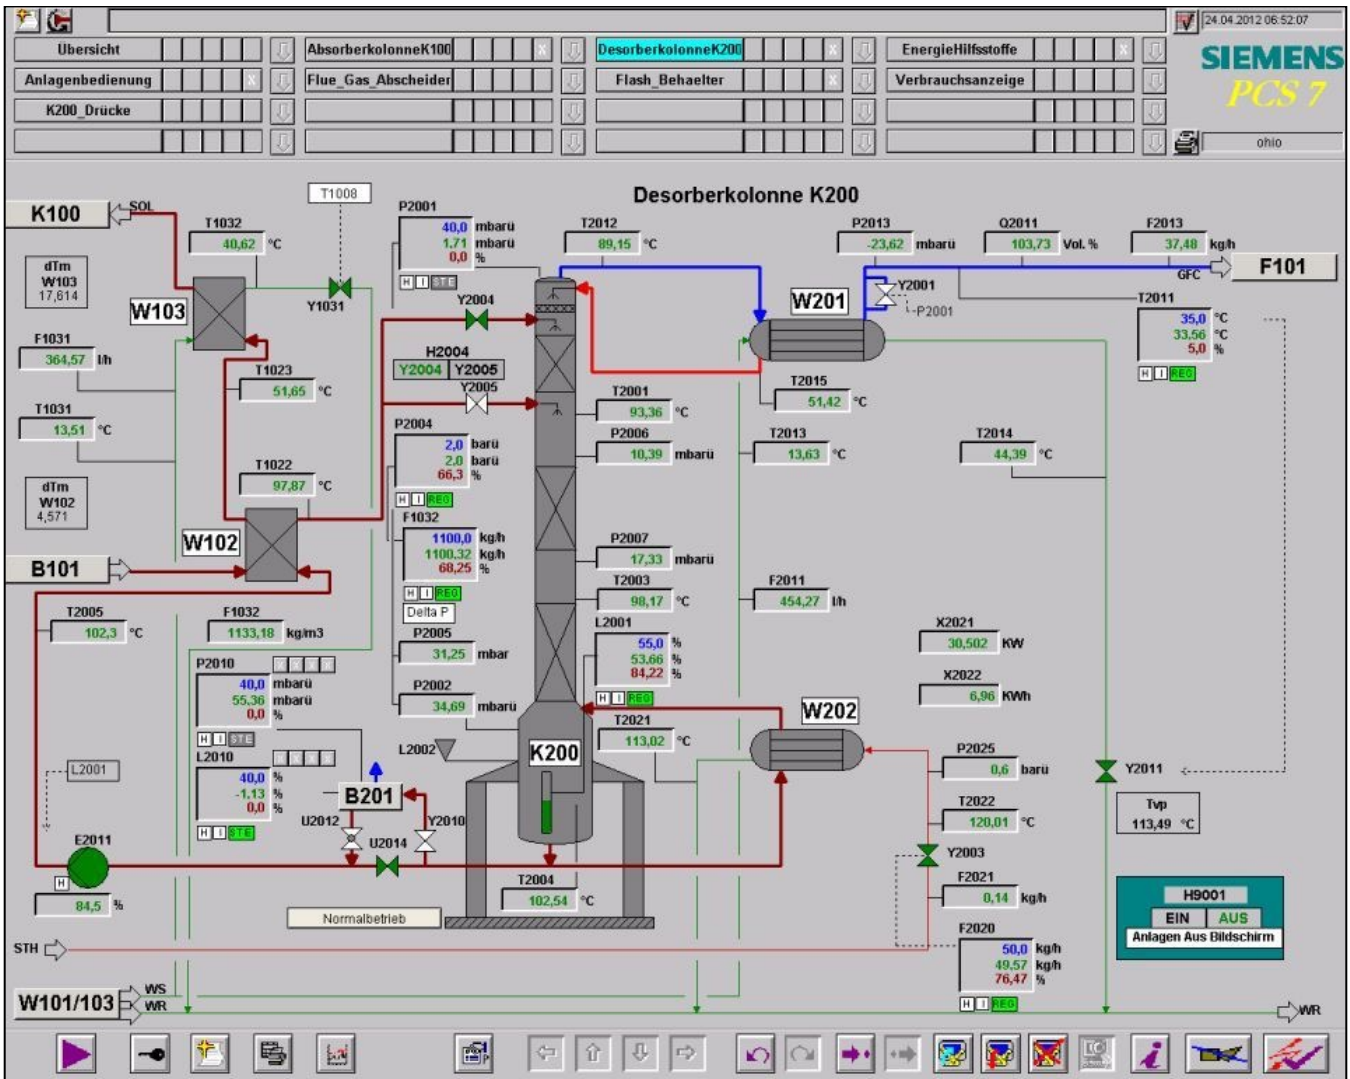 24.04.2012 06:52:07
Übersicht
AbsorberkolonneK100
X
DesorberkolonneK200
X
EnergieHilfsstoffe
X
SIEMENS
Anlagenbedienung
X
Flue_Gas_Abscheider
Flash_Behaelter
X
Verbrauchsanzeige
PCS 7
K200_Drücke
ohio
Desorberkolonne K200
K100
SOL
T1032
40,62 °C
T1008
P2001
40,0 mbarü
1,71 mbarü
0,0 %
H I STE
T2012
89,15 °C
P2013
-23,62 mbarü
Q2011
103,73 Vol. %
F2013
37,48 kg/h
GFC
F101
dTm
W103
17,614
W103
Y1031
Y2004
W201
Y2001
P2001
T2011
35,0 °C
33,56 °C
5,0 %
H I REG
F1031
364,57 l/h
T1023
51,65 °C
H2004
Y2004 Y2005
Y2005
T2015
51,42 °C
T2001
93,36 °C
T1031
13,51 °C
P2004
2,0 barü
2,0 barü
66,3 %
H I REG
P2006
10,39 mbarü
T2013
13,63 °C
T2014
44,39 °C
dTm
W102
4,571
T1022
97,87 °C
W102
F1032
1100,0 kg/h
1100,32 kg/h
68,25 %
H I REG
Delta P
P2007
17,33 mbarü
B101
T2003
98,17 °C
F2011
454,27 l/h
T2005
102,3 °C
F1032
1133,18 kg/m3
P2005
31,25 mbar
L2001
55,0 %
53,66 %
84,22 %
H I REG
X2021
30,502 KW
P2010
X X X X
40,0 mbarü
55,36 mbarü
0,0 %
H I STE
P2002
34,69 mbarü
X2022
6,96 KWh
W202
T2021
113,02 °C
K200
L2002
L2010
X X X X
40,0 %
-1,13 %
0,0 %
H I STE
L2001
B201
P2025
0,6 barü
Y2011
T2022
120,01 °C
Tvp
113,49 °C
U2012
Y2010
U2014
E2011
H
84,5 %
Y2003
T2004
102,54 °C
F2021
0,14 kg/h
H9001
EIN AUS
Anlagen Aus Bildschirm
Normalbetrieb
F2020
50,0 kg/h
49,57 kg/h
76,47 %
H I REG
STH
W101/103
WS
WR
WR